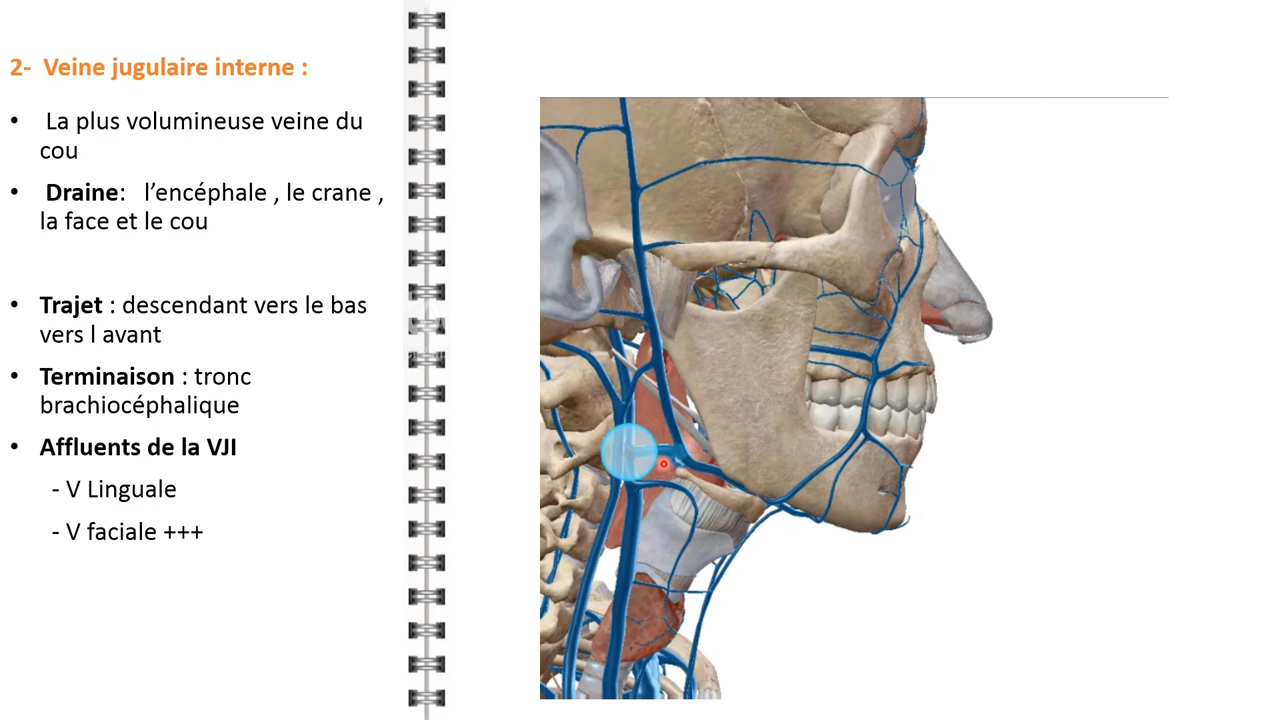 2- Veine jugulaire interne :
• La plus volumineuse veine du
cou
• Draine: l’encéphale , le crane ,
la face et le cou
• Trajet : descendant vers le bas
vers l avant
• Terminaison : tronc
brachiocéphalique
• Affluents de la VJI
- V Linguale
- V faciale +++